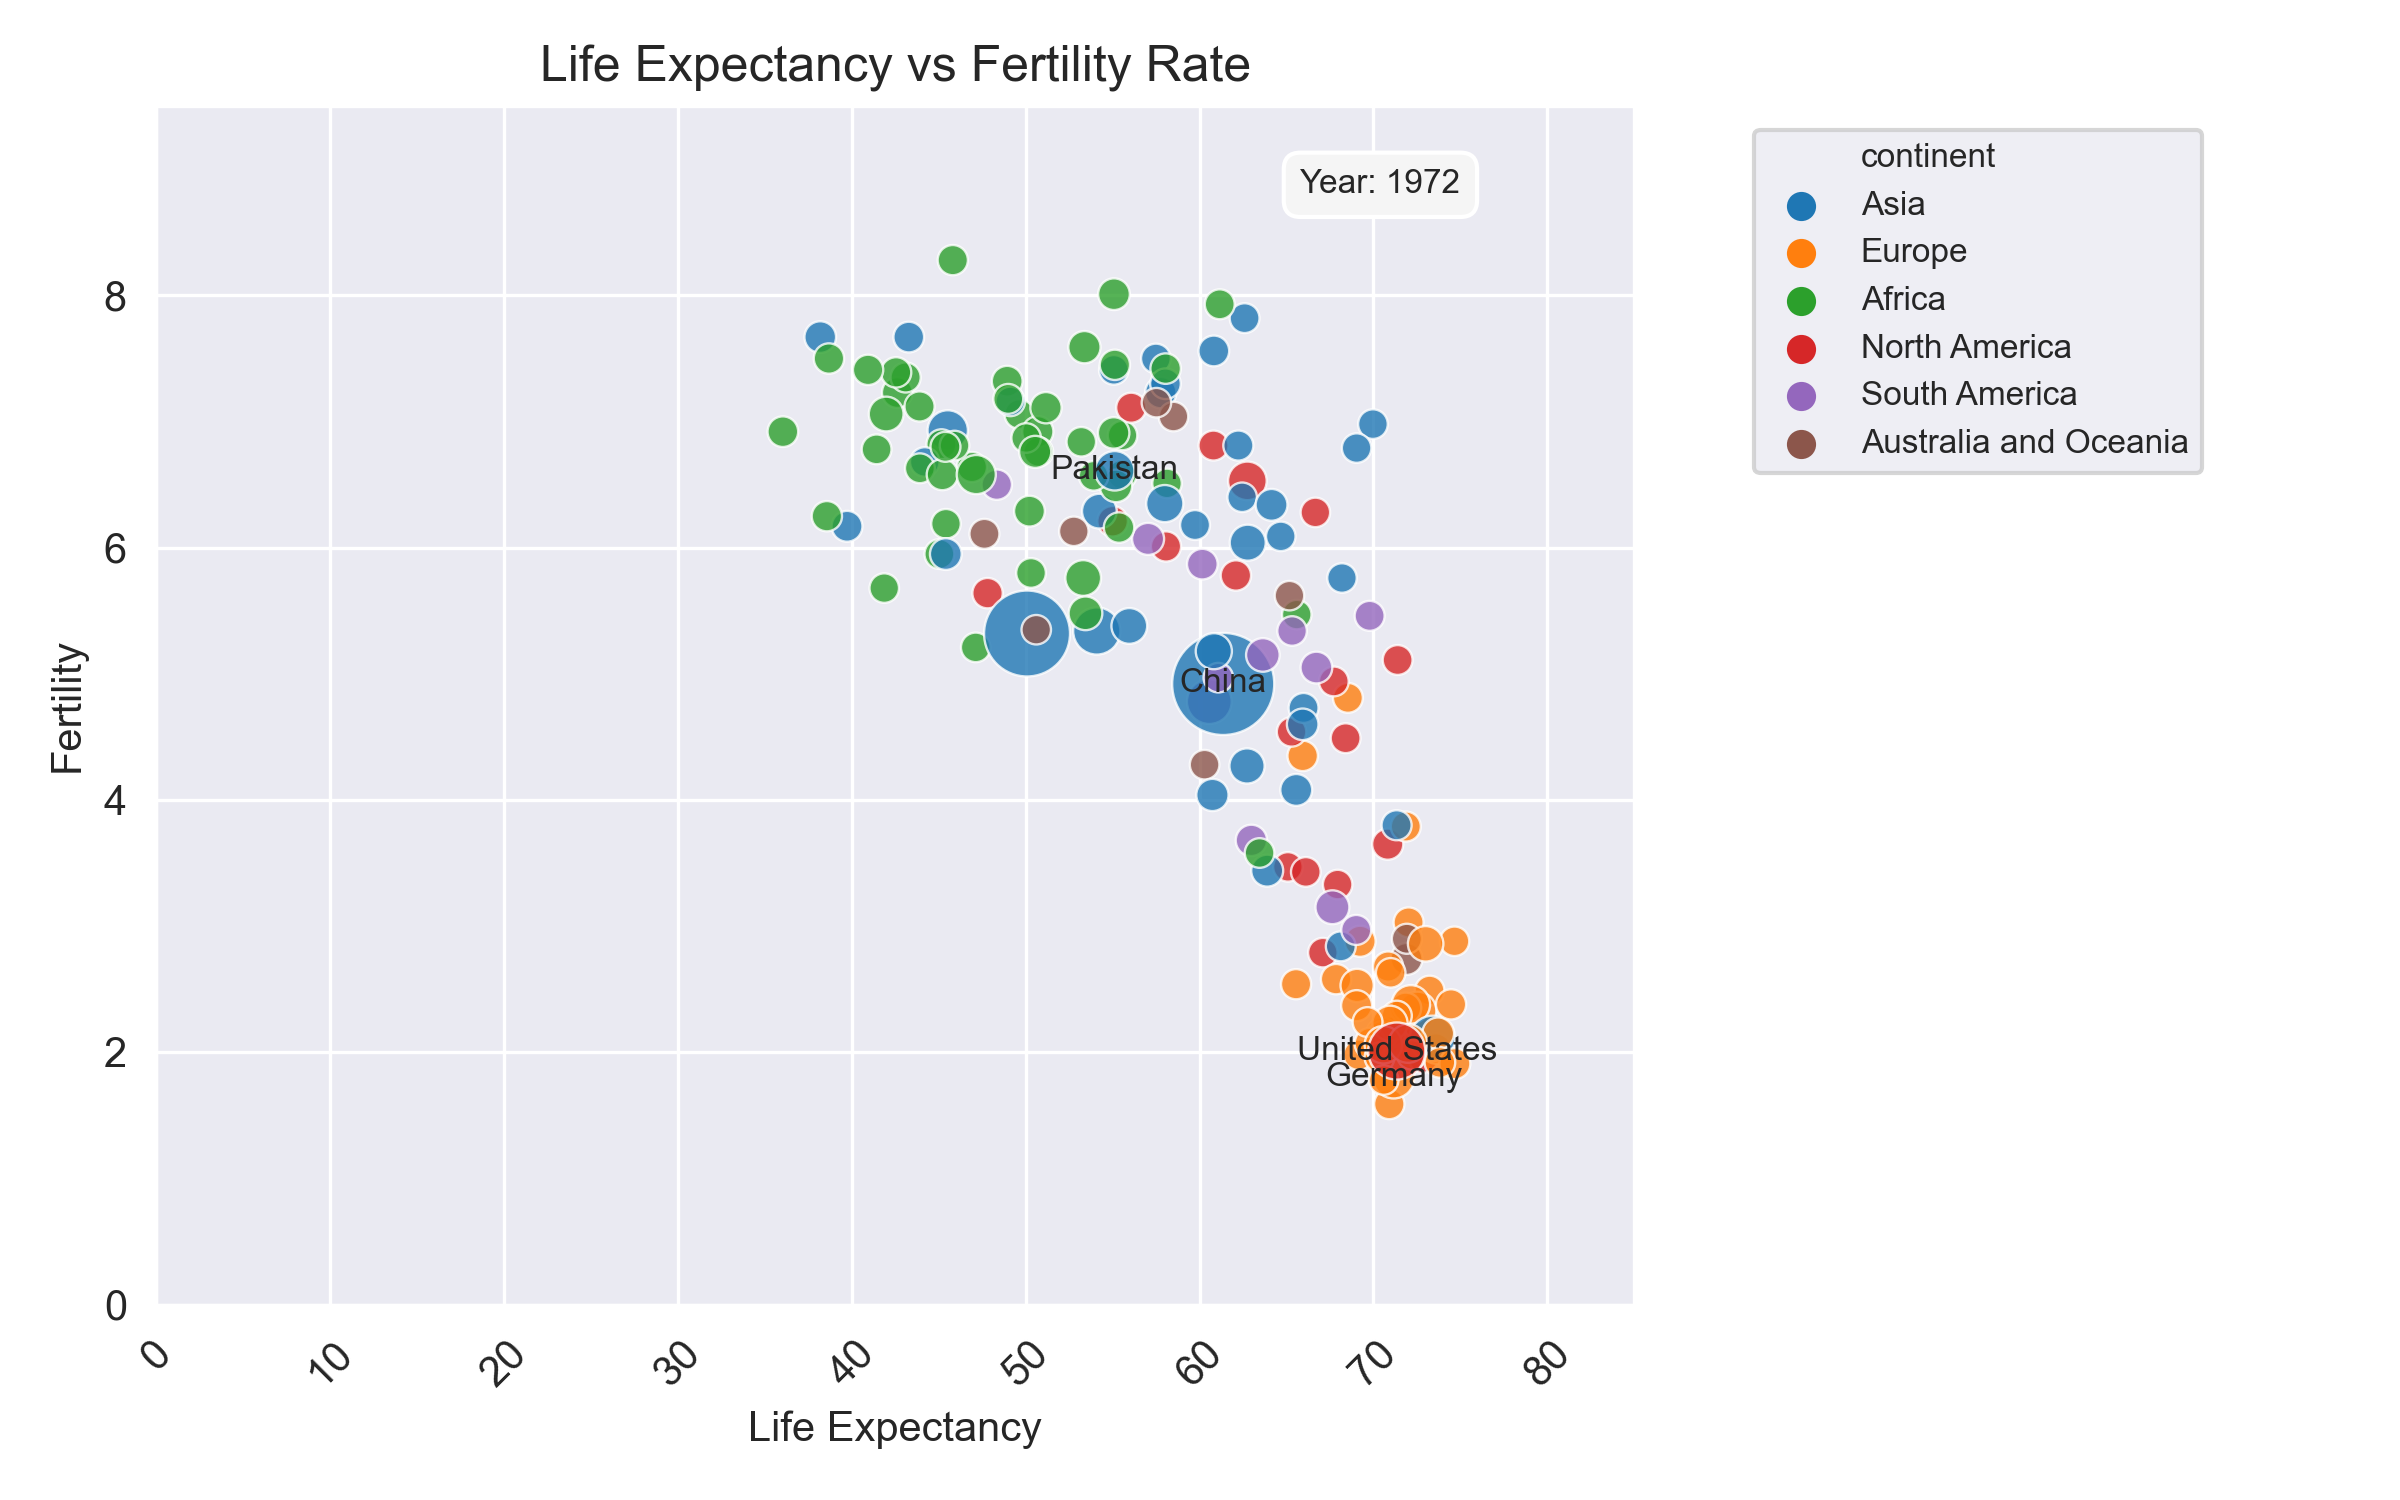 Life Expectancy vs Fertility Rate
Year: 1972
continent
Asia
Europe
Africa
North America
South America
Australia and Oceania
Pakistan
China
United States
Germany
Fertility
8
6
4
2
0
0
10
20
30
40
50
60
70
80
Life Expectancy